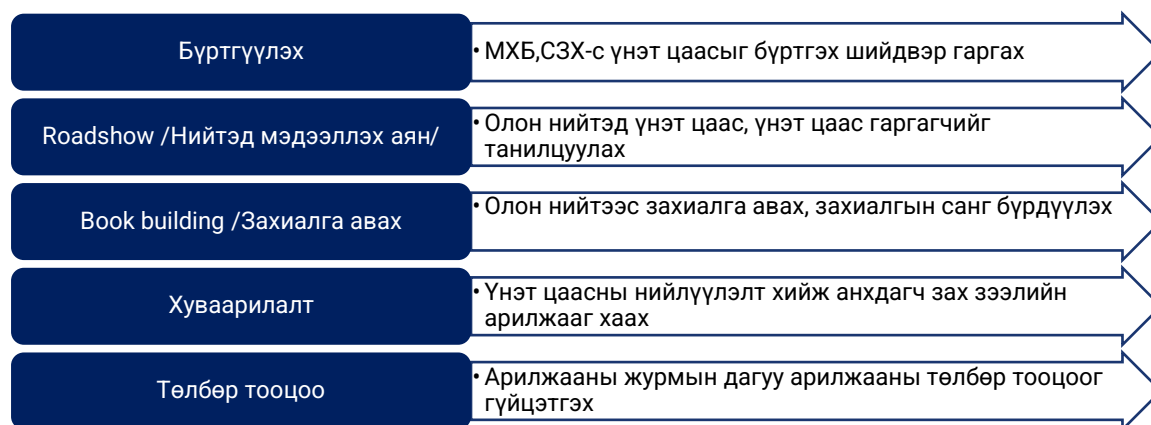 Бүртгүүлэх
• МХБ,СЗХ-с үнэт цаасыг бүртгэх шийдвэр гаргах
Roadshow /Нийтэд мэдээллэх аян/
• Олон нийтэд үнэт цаас, үнэт цаас гаргагчийг
танилцуулах
Book building /Захиалга авах
• Олон нийтээс захиалга авах, захиалгын санг бүрдүүлэх
Хуваарилалт
• Үнэт цаасны нийлүүлэлт хийж анхдагч зах зээлийн
арилжааг хаах
Төлбөр тооцоо
• Арилжааны журмын дагуу арилжааны төлбөр тооцоог
гүйцэтгэх